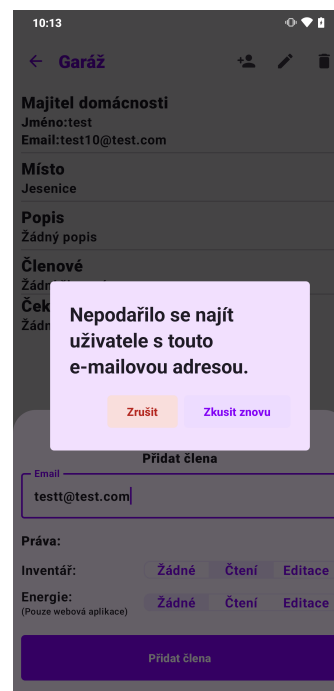 10:13
Garáž
Majitel domácnosti
Jméno:test
Email:test10@test.com
Místo
Jesenice
Popis
Žádný popis
Členové
Nepodařilo se najít
uživatele s touto
e-mailovou adresou.
Zrušit Zkusit znovu
Přidat člena
Email
testt@test.com
Práva:
Inventář: Žádné Čtení Editace
Energie: Žádné Čtení Editace
(Pouze webová aplikace)
Přidat člena